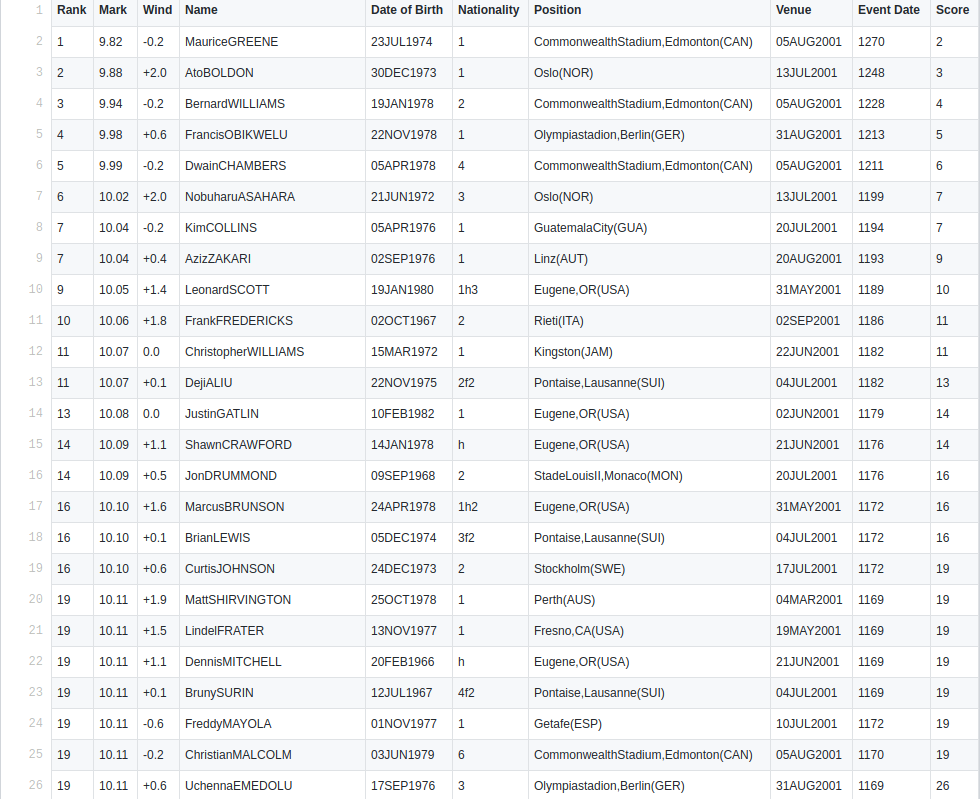 1 Rank Mark Wind Name Date of Birth Nationality Position Venue Event Date Score
2 1 9.82 -0.2 MauriceGREENE 23JUL1974 1 CommonwealthStadium,Edmonton(CAN) 05AUG2001 1270 2
3 2 9.88 +2.0 AtoBOLDON 30DEC1973 1 Oslo(NOR) 13JUL2001 1248 3
4 3 9.94 -0.2 BernardWILLIAMS 19JAN1978 2 CommonwealthStadium,Edmonton(CAN) 05AUG2001 1228 4
5 4 9.98 +0.6 FrancisOBIKWELU 22NOV1978 1 Olympiastadion,Berlin(GER) 31AUG2001 1213 5
6 5 9.99 -0.2 DwainCHAMBERS 05APR1978 4 CommonwealthStadium,Edmonton(CAN) 05AUG2001 1211 6
7 6 10.02 +2.0 NobuharuASAHARA 21JUN1972 3 Oslo(NOR) 13JUL2001 1199 7
8 7 10.04 -0.2 KimCOLLINS 05APR1976 1 GuatemalaCity(GUA) 20JUL2001 1194 7
9 7 10.04 +0.4 AzizZAKARI 02SEP1976 1 Linz(AUT) 20AUG2001 1193 9
10 9 10.05 +1.4 LeonardSCOTT 19JAN1980 1h3 Eugene,OR(USA) 31MAY2001 1189 10
11 10 10.06 +1.8 FrankFREDERICKS 02OCT1967 2 Rieti(ITA) 02SEP2001 1186 11
12 11 10.07 0.0 ChristopherWILLIAMS 15MAR1972 1 Kingston(JAM) 22JUN2001 1182 11
13 11 10.07 +0.1 DejiALIU 22NOV1975 2f2 Pontaise,Lausanne(SUI) 04JUL2001 1182 13
14 13 10.08 0.0 JustinGATLIN 10FEB1982 1 Eugene,OR(USA) 02JUN2001 1179 14
15 14 10.09 +1.1 ShawnCRAWFORD 14JAN1978 h Eugene,OR(USA) 21JUN2001 1176 14
16 14 10.09 +0.5 JonDRUMMOND 09SEP1968 2 StadeLouisII,Monaco(MON) 20JUL2001 1176 16
17 16 10.10 +1.6 MarcusBRUNSON 24APR1978 1h2 Eugene,OR(USA) 31MAY2001 1172 16
18 16 10.10 +0.1 BrianLEWIS 05DEC1974 3f2 Pontaise,Lausanne(SUI) 04JUL2001 1172 16
19 16 10.10 +0.6 CurtisJOHNSON 24DEC1973 2 Stockholm(SWE) 17JUL2001 1172 19
20 19 10.11 +1.9 MattSHIRVINGTON 25OCT1978 1 Perth(AUS) 04MAR2001 1169 19
21 19 10.11 +1.5 LindelFRATER 13NOV1977 1 Fresno,CA(USA) 19MAY2001 1169 19
22 19 10.11 +1.1 DennisMITCHELL 20FEB1966 h Eugene,OR(USA) 21JUN2001 1169 19
23 19 10.11 +0.1 BrunySURIN 12JUL1967 4f2 Pontaise,Lausanne(SUI) 04JUL2001 1169 19
24 19 10.11 -0.6 FreddyMAYOLA 01NOV1977 1 Getafe(ESP) 10JUL2001 1172 19
25 19 10.11 -0.2 ChristianMALCOLM 03JUN1979 6 CommonwealthStadium,Edmonton(CAN) 05AUG2001 1170 19
26 19 10.11 +0.6 UchennaEMEDOLU 17SEP1976 3 Olympiastadion,Berlin(GER) 31AUG2001 1169 26